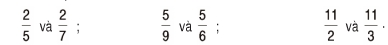 2/5 và 2/7 ; 5/9 và 5/6 ; 11/2 và 11/3 .